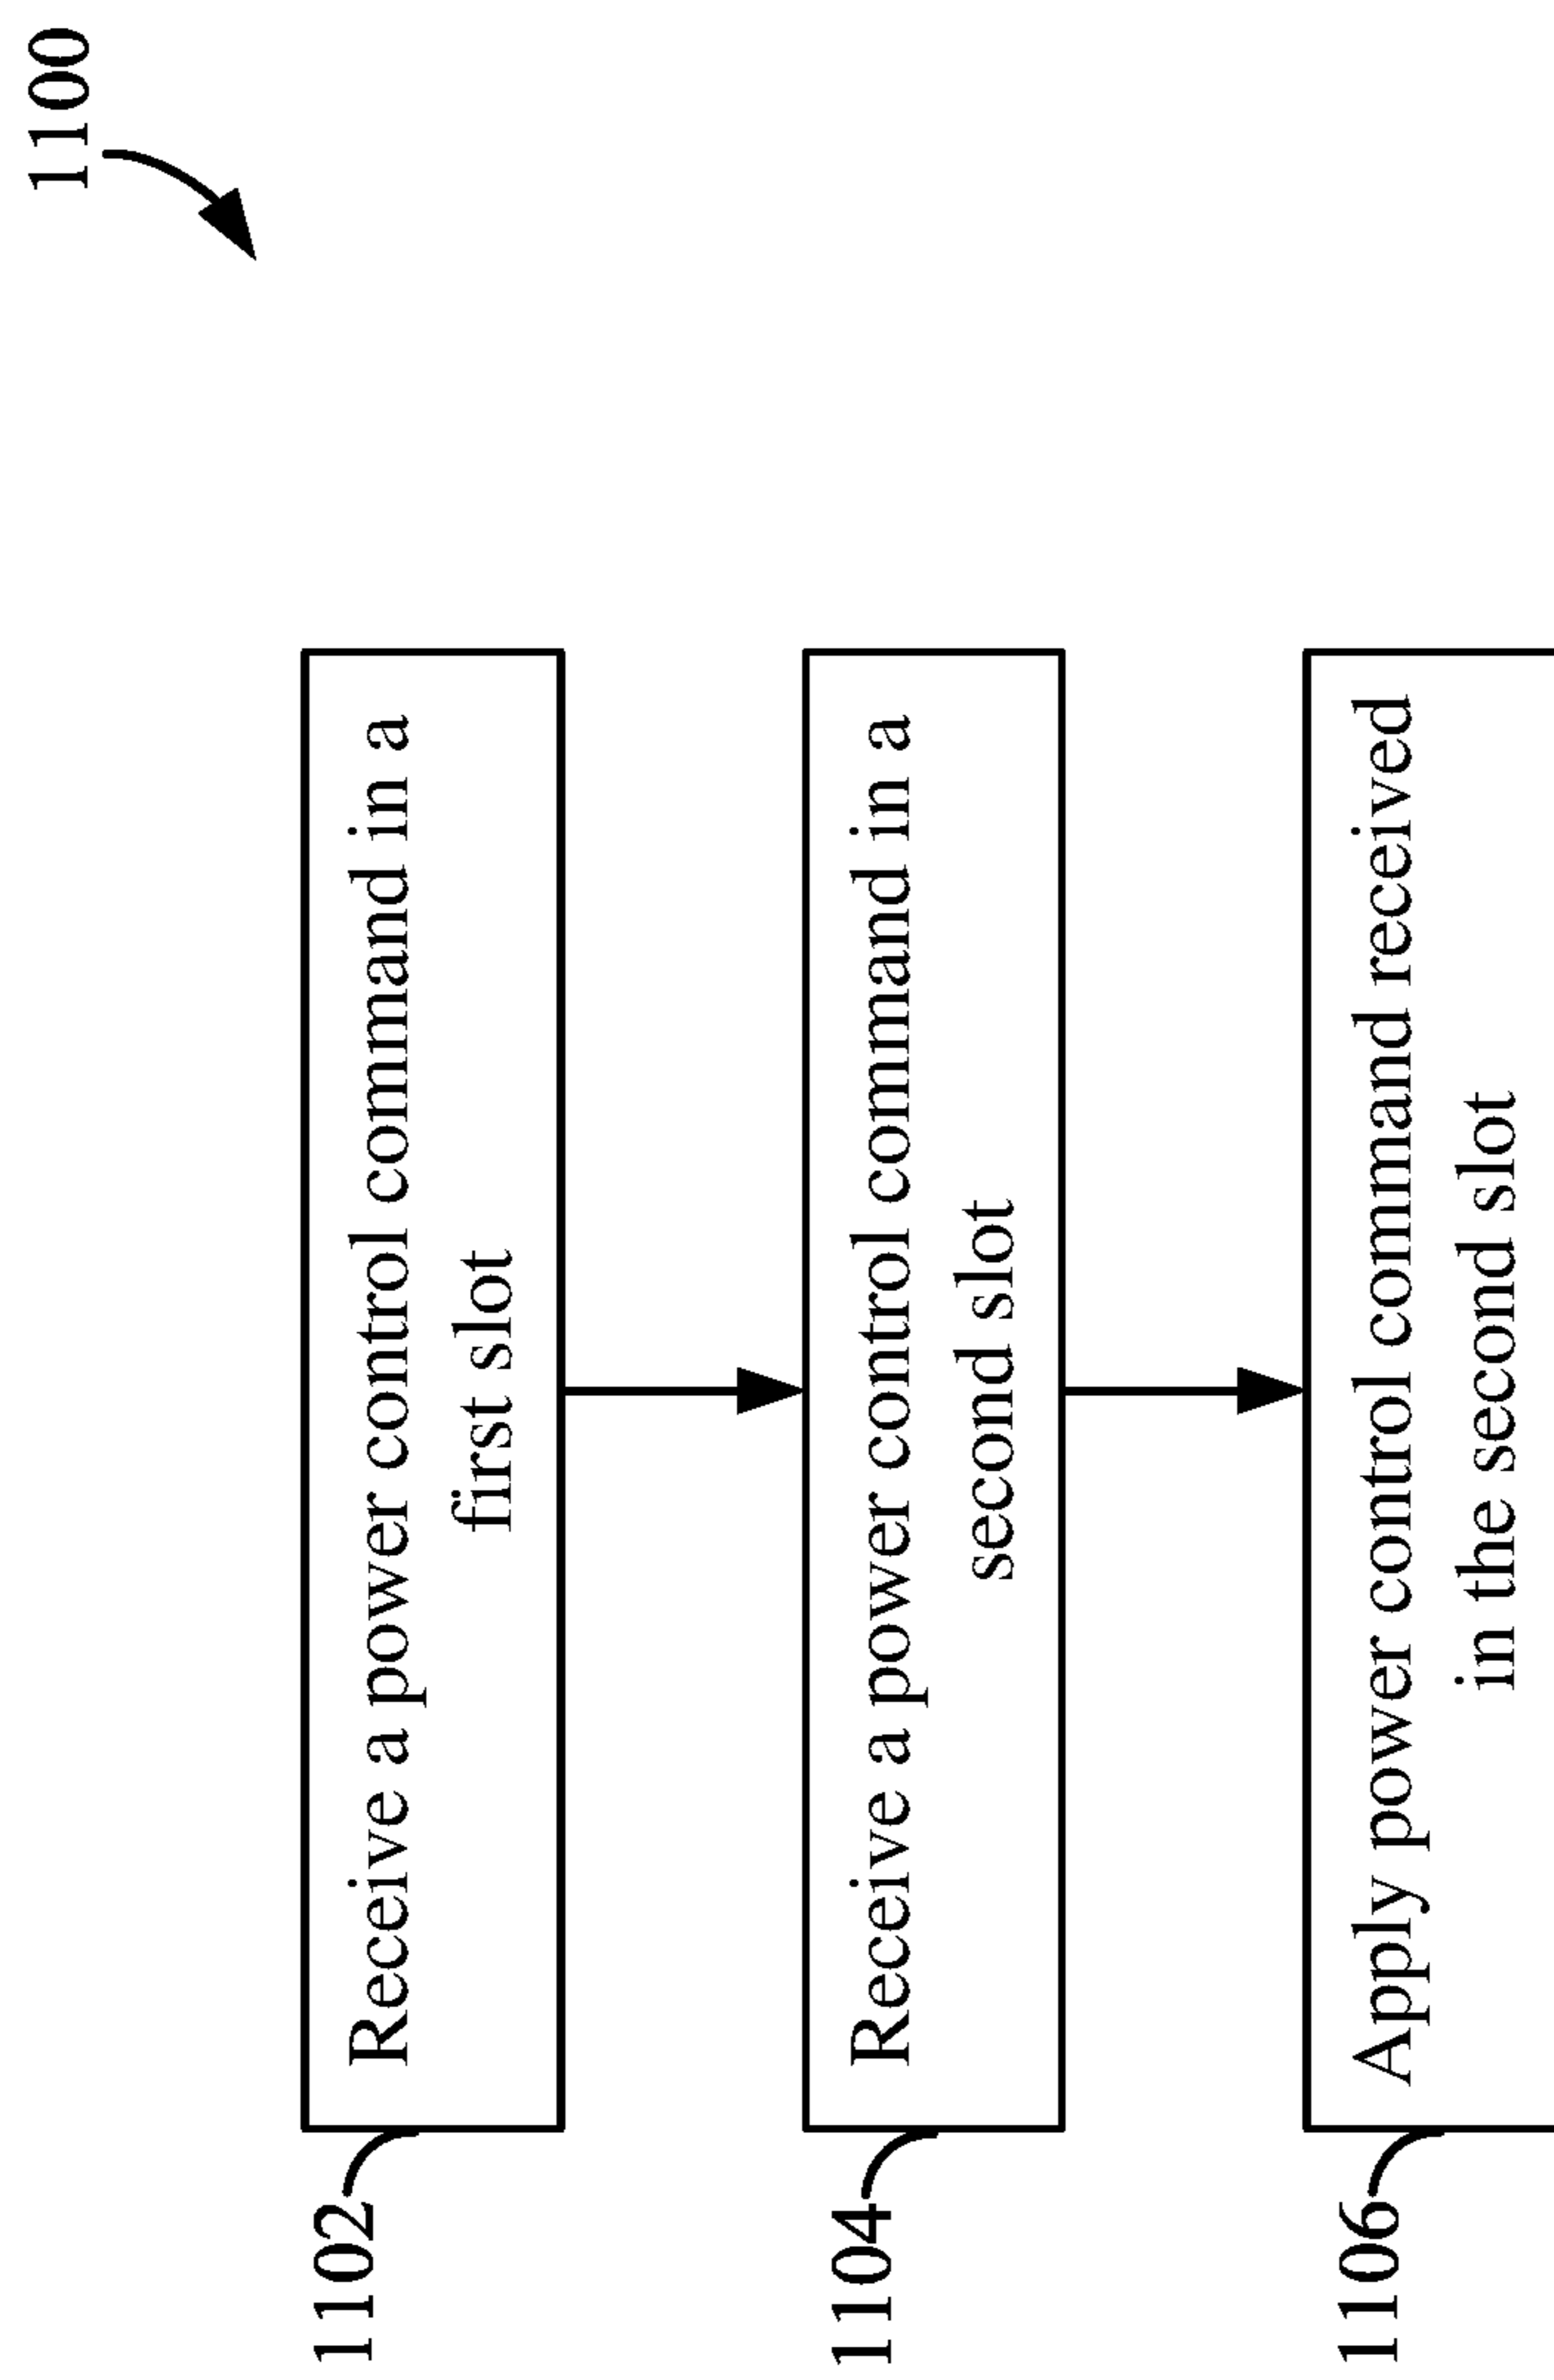 1100
1102
Receive a power control command in a
first slot
1104
Receive a power control command in a
second slot
1106
Apply power control command received
in the second slot